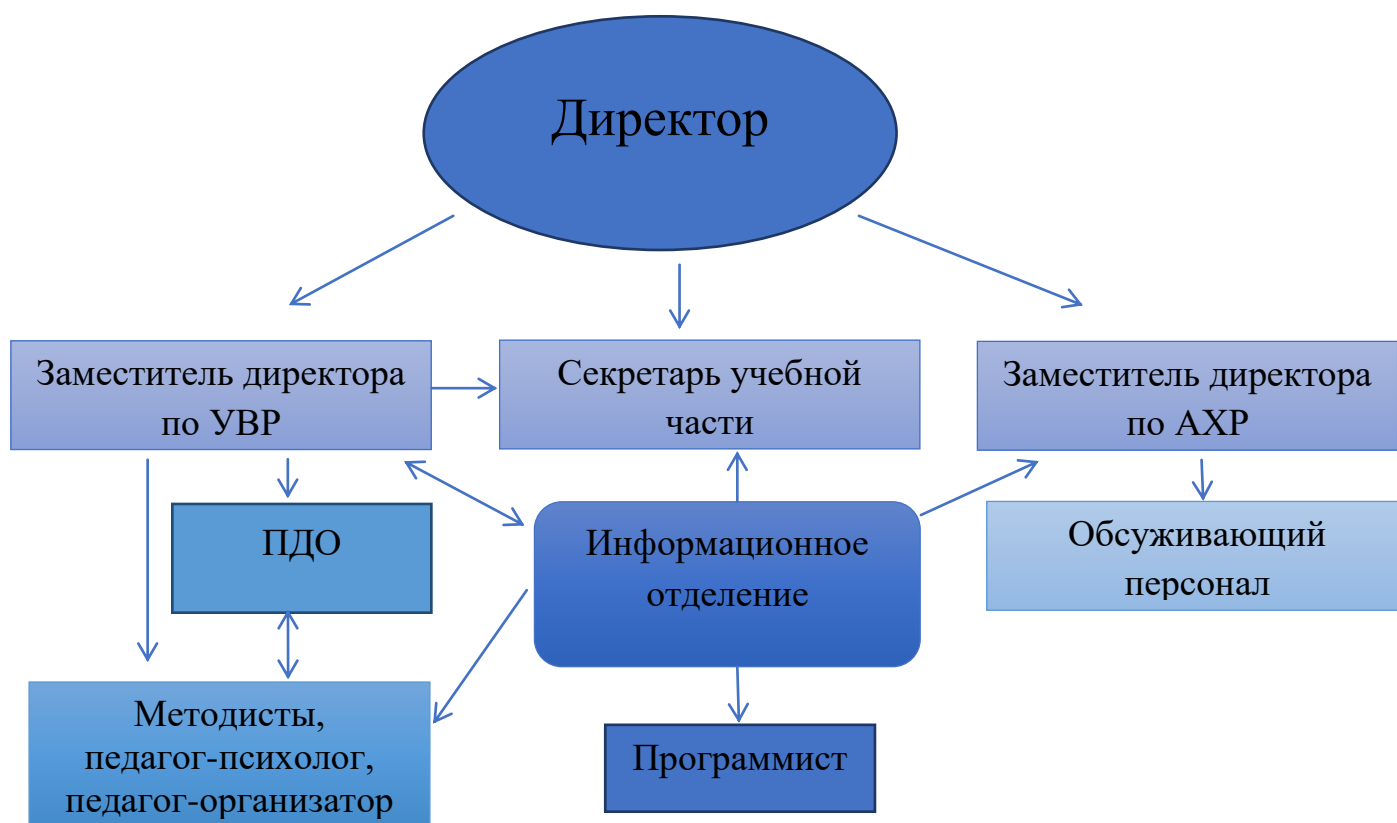 Директор
Заместитель директора
по УВР
Секретарь учебной
части
Заместитель директора
по АХР
ПДО
Информационное
отделение
Обсуживающий
персонал
Методисты,
педагог-психолог,
педагог-организатор
Программист